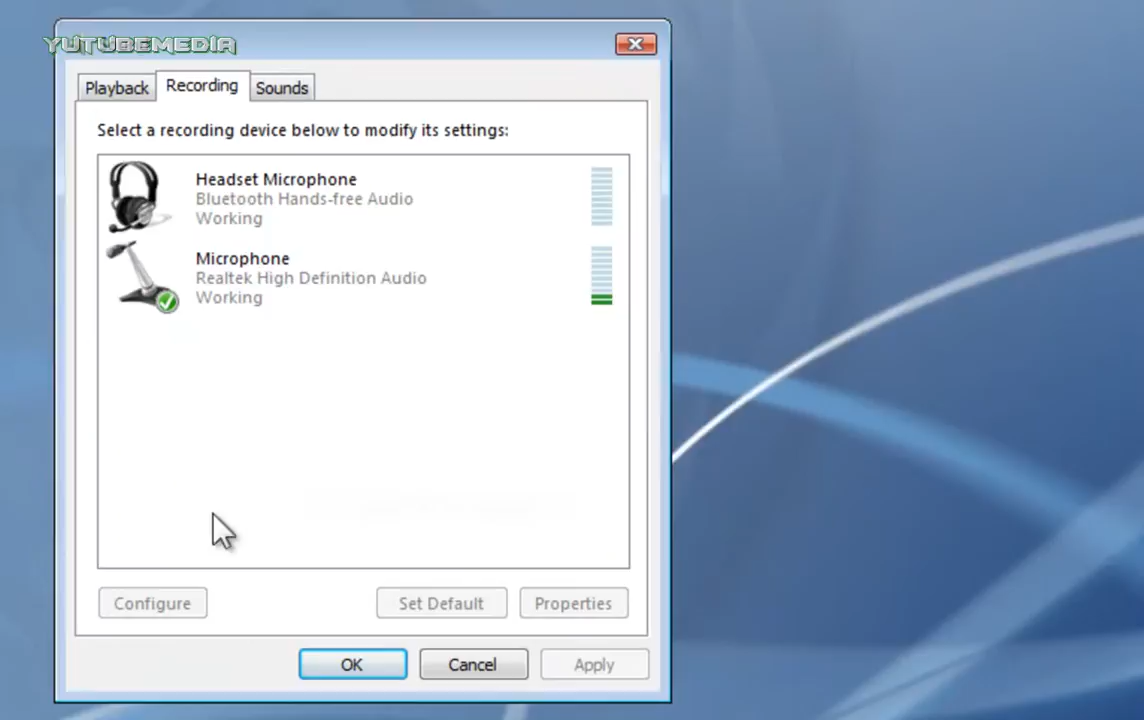 YUTUBEMEDIA
Playback
Recording
Sounds
Select a recording device below to modify its settings:
Headset Microphone
Bluetooth Hands-free Audio
Working
Microphone
Realtek High Definition Audio
Working
Configure
Set Default
Properties
OK
Cancel
Apply